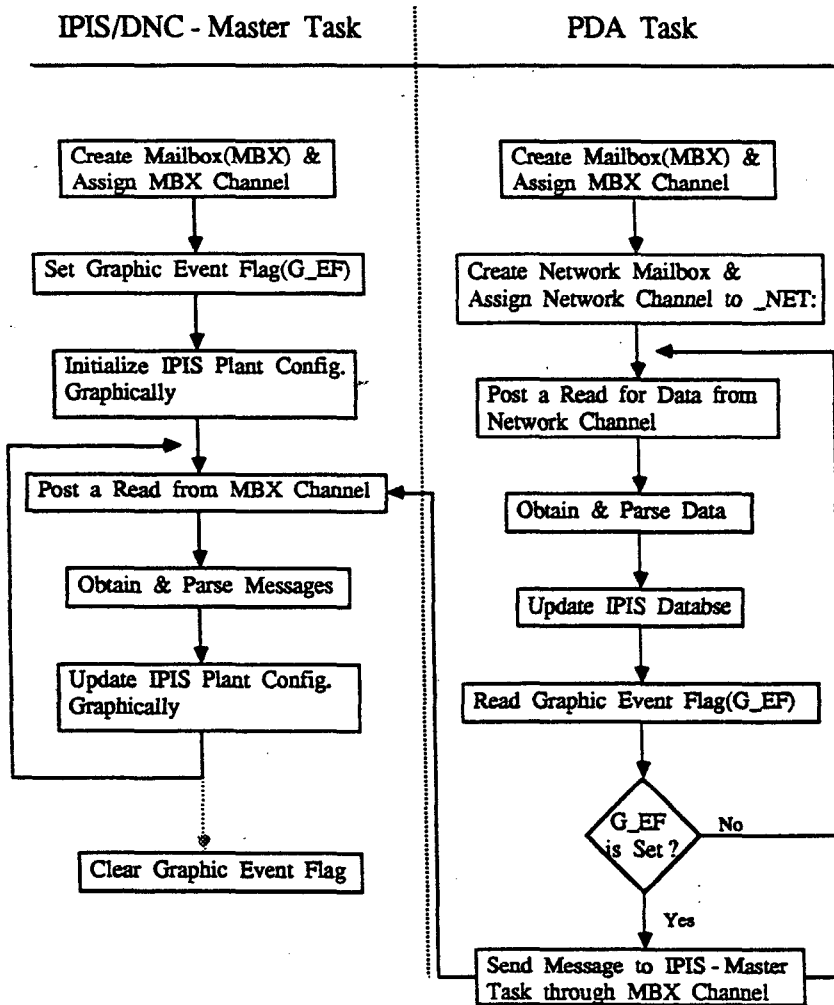 IPIS/DNC - Master Task
PDA Task
Create Mailbox(MBX) &
Assign MBX Channel
Set Graphic Event Flag(G_EF)
Initialize IPIS Plant Config.
Graphically
Post a Read from MBX Channel
Obtain & Parse Messages
Update IPIS Plant Config.
Graphically
Clear Graphic Event Flag
Create Mailbox(MBX) &
Assign MBX Channel
Create Network Mailbox &
Assign Network Channel to _NET:
Post a Read for Data from
Network Channel
Obtain & Parse Data
Update IPIS Databse
Read Graphic Event Flag(G_EF)
G_EF
is Set ?
No
Yes
Send Message to IPIS - Master
Task through MBX Channel